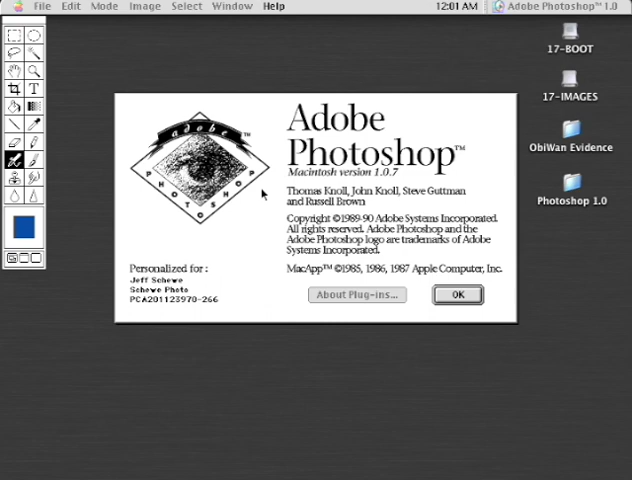 File Edit Mode Image Select Window Help 12:01 AM Adobe Photoshop™ 1.0
17-BOOT
17-IMAGES
ObiWan Evidence
Photoshop 1.0
T
adobe™
PHOTOSHOP
Adobe
Photoshop™
Macintosh version 1.0.7
Thomas Knoll, John Knoll, Steve Guttman
and Russell Brown
Copyright ©1989-90 Adobe Systems Incorporated.
All rights reserved. Adobe Photoshop and the
Adobe Photoshop logo are trademarks of Adobe
Systems Incorporated.
MacApp™ ©1985, 1986, 1987 Apple Computer, Inc.
Personalized for:
Jeff Schewe
Schewe Photo
PCA201123970-266
About Plug-ins...
OK